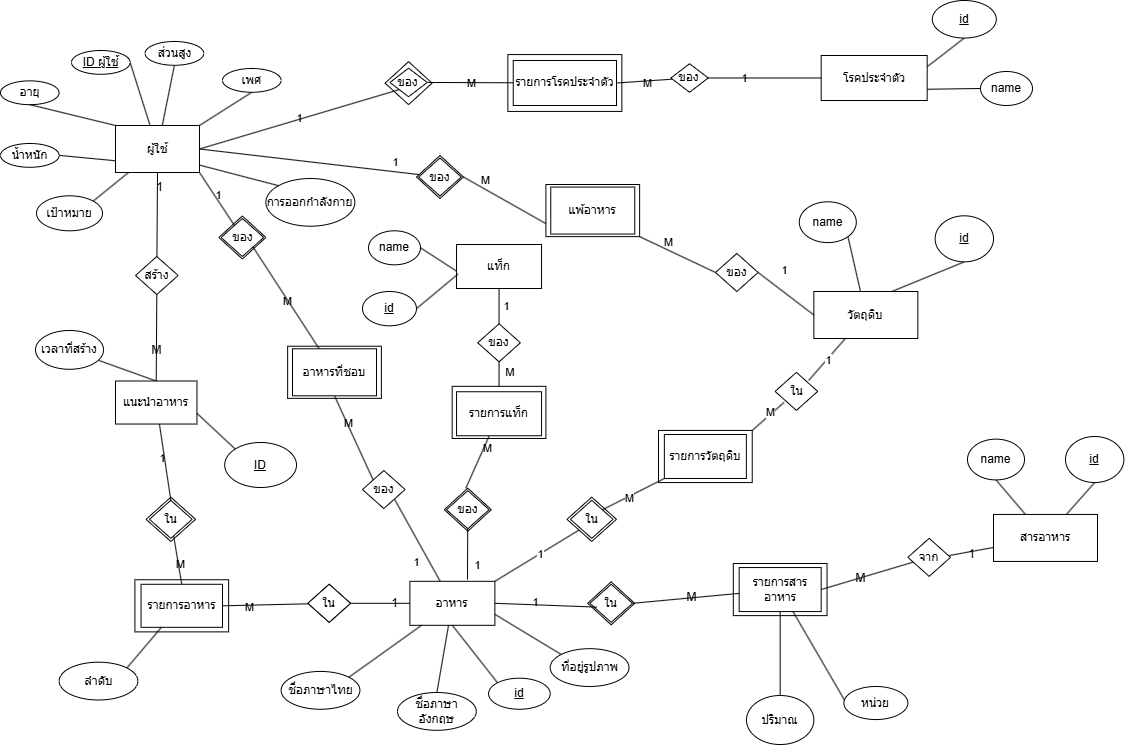 id
ส่วนสูง
ID ผู้ใช้
เพศ
ของ
M
รายการโรคประจำตัว
M
ของ
1
โรคประจำตัว
name
อายุ
1
ผู้ใช้
น้ำหนัก
1
ของ
M
1
1
การออกกำลังกาย
เป้าหมาย
แพ้อาหาร
name
id
ของ
name
M
แท็ก
สร้าง
ของ
1
M
id
1
วัตถุดิบ
เวลาที่สร้าง
M
ของ
1
อาหารที่ชอบ
M
ใน
แนะนำอาหาร
รายการแท็ก
M
M
M
รายการวัตถุดิบ
name
id
1
ID
ของ
M
ของ
ใน
ใน
สารอาหาร
M
1
1
1
1
จาก
M
M
รายการสาร
อาหาร
รายการอาหาร
M
ใน
1
อาหาร
1
ใน
M
ลำดับ
ที่อยู่รูปภาพ
ชื่อภาษาไทย
id
ชื่อภาษา
อังกฤษ
หน่วย
ปริมาณ